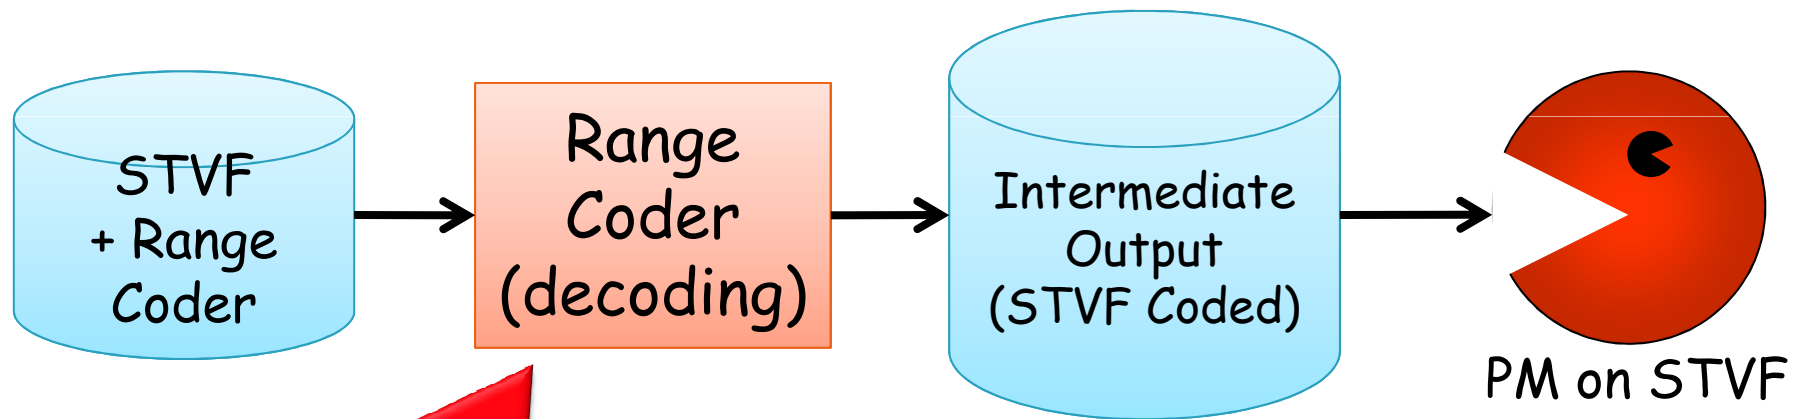 STVF
+ Range
Coder
Range
Coder
(decoding)
Intermediate
Output
(STVF Coded)
PM on STVF